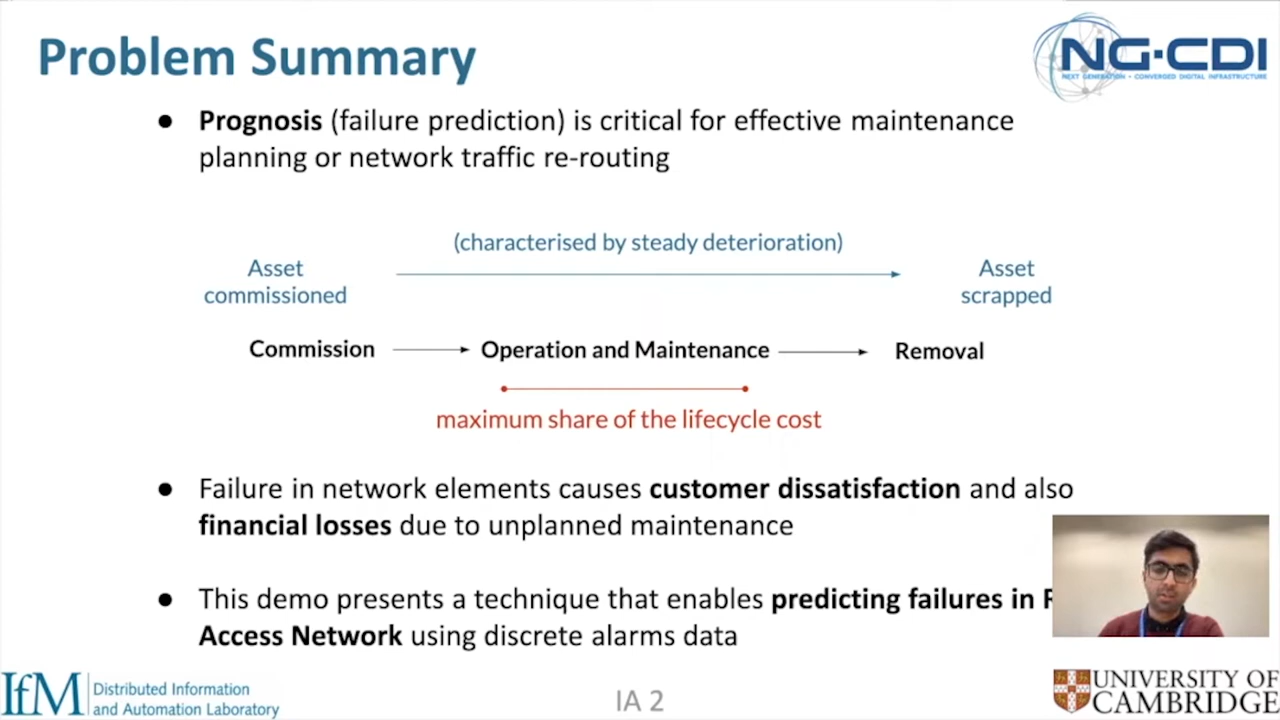 Problem Summary
NG-CDI
NEXT GENERATION • CONVERGED DIGITAL INFRASTRUCTURE
● Prognosis (failure prediction) is critical for effective maintenance
planning or network traffic re-routing
(characterised by steady deterioration)
Asset
commissioned
Asset
scrapped
Commission
Operation and Maintenance
Removal
maximum share of the lifecycle cost
● Failure in network elements causes customer dissatisfaction and also
financial losses due to unplanned maintenance
● This demo presents a technique that enables predicting failures in
Access Network using discrete alarms data
IfM
Distributed Information
and Automation Laboratory
IA 2
UNIVERSITY OF
CAMBRIDGE